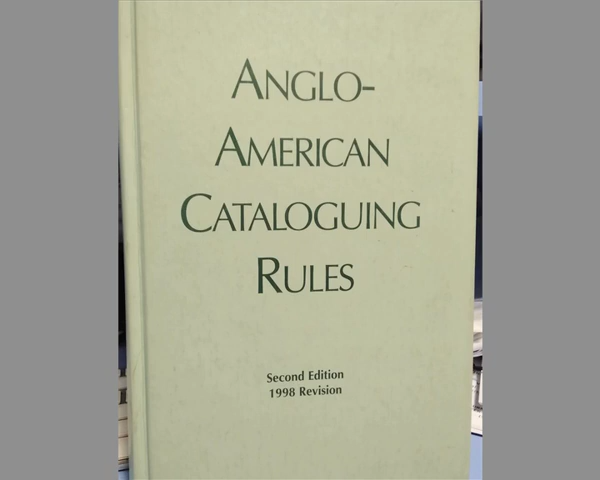 ANGLO-
AMERICAN
CATALOGUING
RULES
Second Edition
1998 Revision